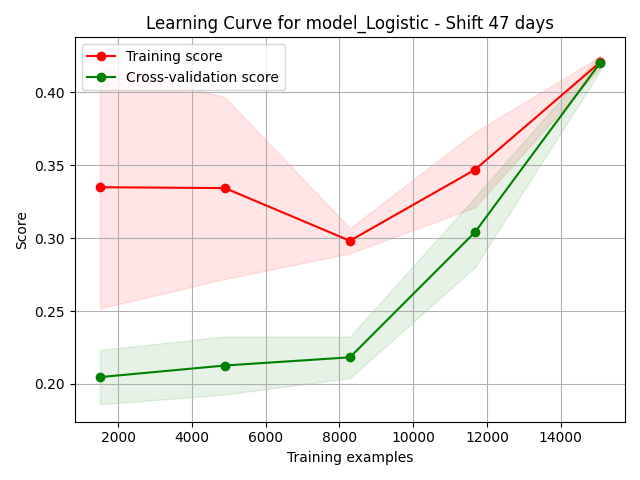 Learning Curve for model_Logistic - Shift 47 days
Training score
Cross-validation score
0.40
0.35
0.30
0.25
0.20
Score
2000 4000 6000 8000 10000 12000 14000
Training examples